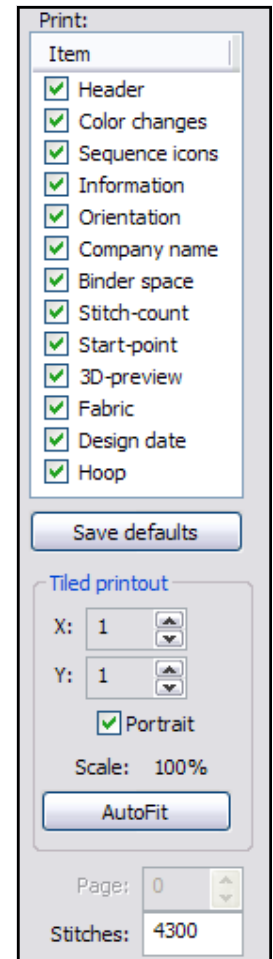 Print:
Item
Header
Color changes
Sequence icons
Information
Orientation
Company name
Binder space
Stitch-count
Start-point
3D-preview
Fabric
Design date
Hoop
Save defaults
Tiled printout
X: 1
Y: 1
Portrait
Scale: 100%
AutoFit
Page: 0
Stitches: 4300